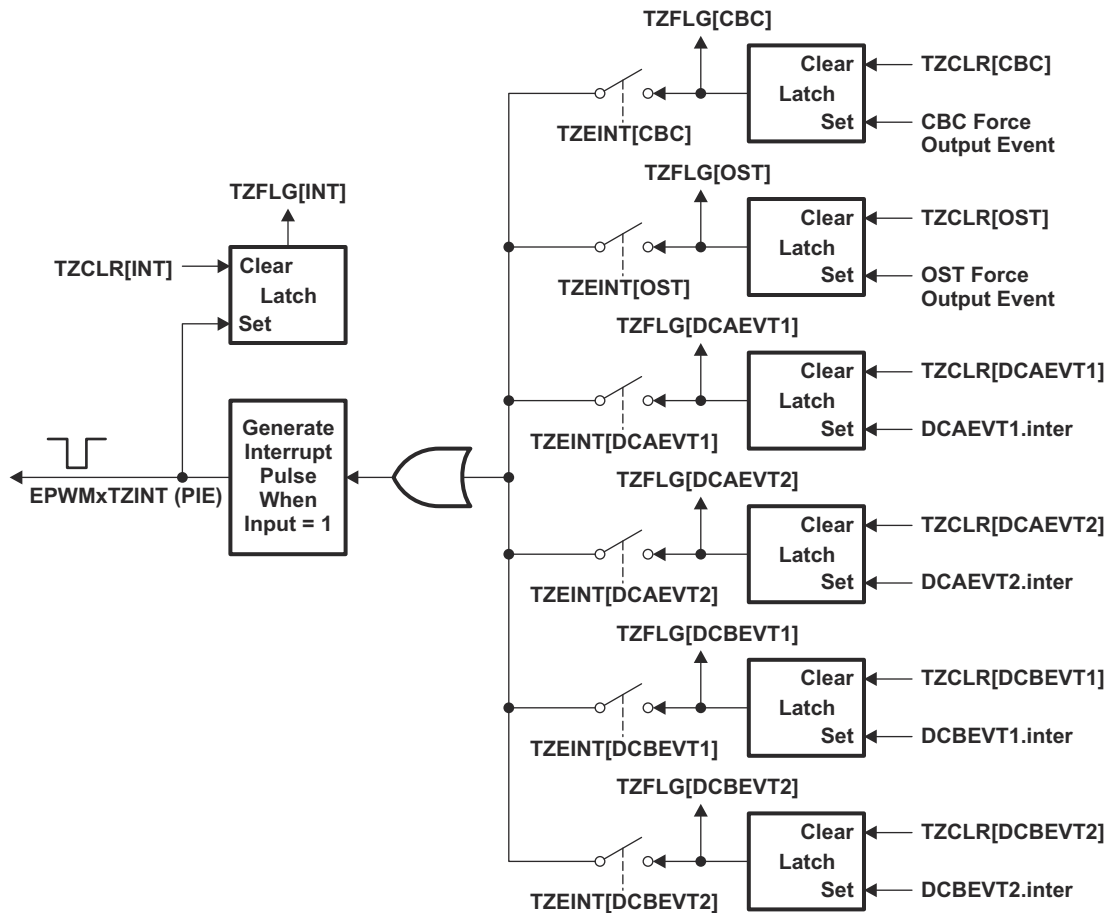 TZFLG[CBC]
Clear
Latch
Set
TZCLR[CBC]
CBC Force
Output Event
TZEINT[CBC]
TZFLG[OST]
Clear
Latch
Set
TZCLR[OST]
OST Force
Output Event
TZEINT[OST]
TZFLG[INT]
TZCLR[INT]
Clear
Latch
Set
TZFLG[DCAEVT1]
Clear
Latch
Set
TZCLR[DCAEVT1]
DCAEVT1.inter
TZEINT[DCAEVT1]
Generate
Interrupt
Pulse
When
Input = 1
EPWMxTZINT (PIE)
TZFLG[DCAEVT2]
Clear
Latch
Set
TZCLR[DCAEVT2]
DCAEVT2.inter
TZEINT[DCAEVT2]
TZFLG[DCBEVT1]
Clear
Latch
Set
TZCLR[DCBEVT1]
DCBEVT1.inter
TZEINT[DCBEVT1]
TZFLG[DCBEVT2]
Clear
Latch
Set
TZCLR[DCBEVT2]
DCBEVT2.inter
TZEINT[DCBEVT2]